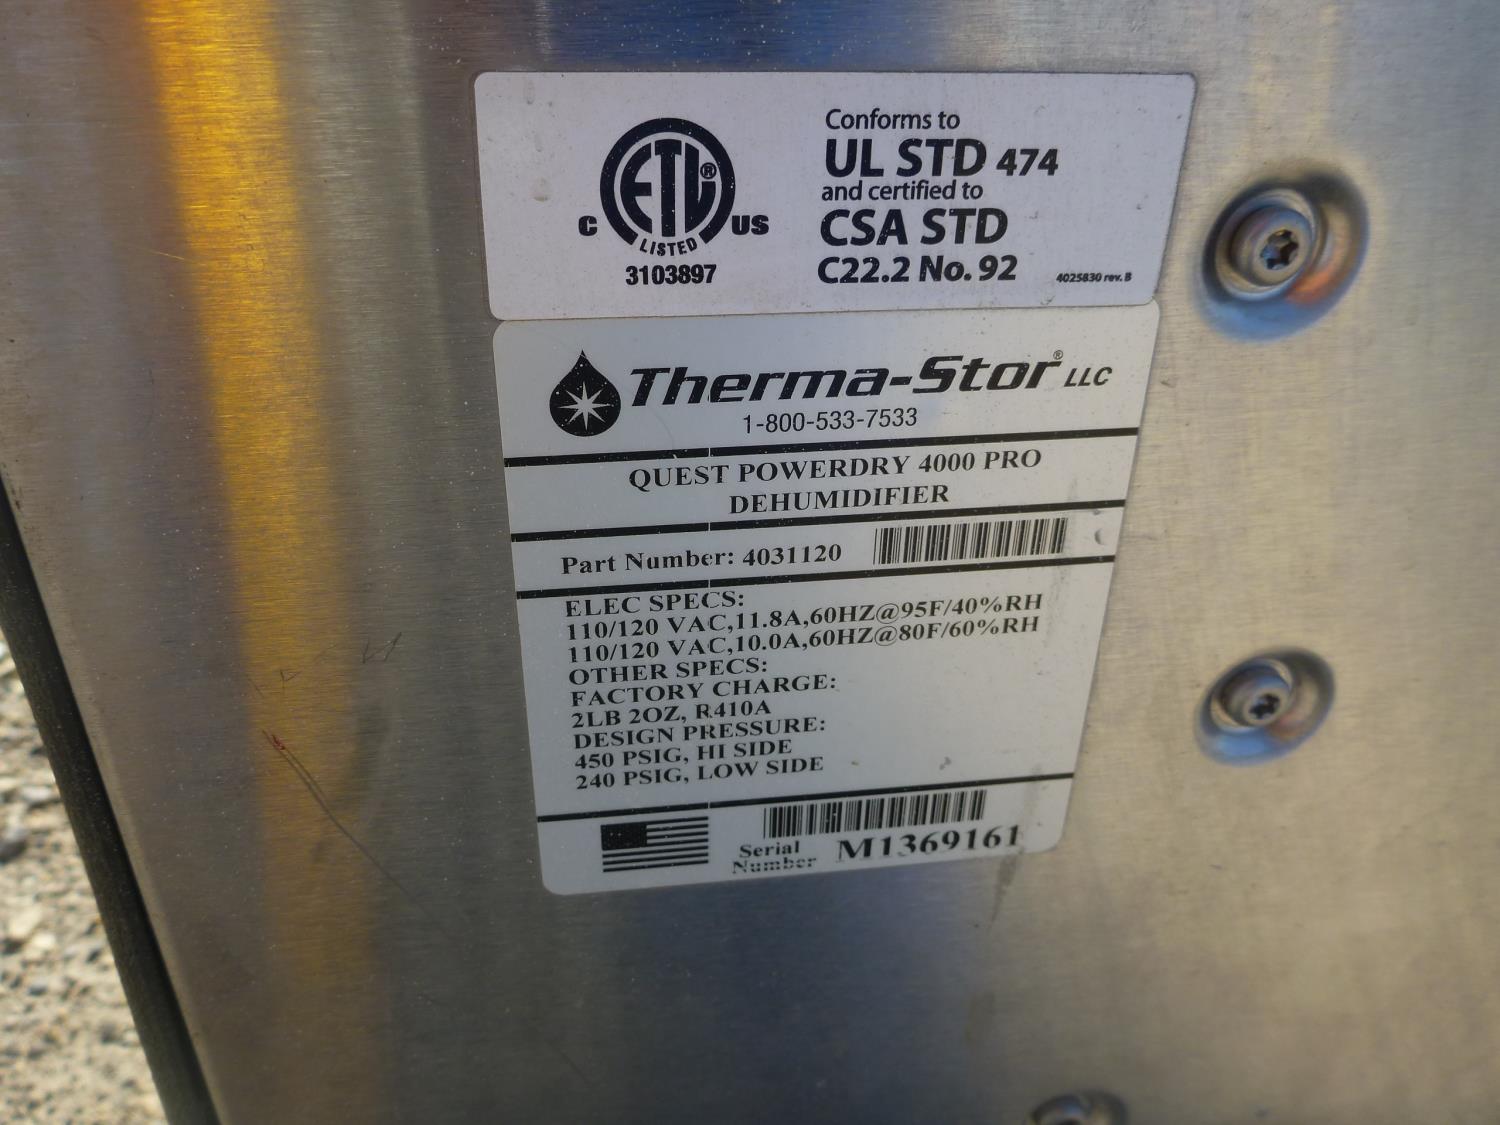 Conforms to
UL STD 474
and certified to
CSA STD
C22.2 No. 92
4025830 rev. B
C ETL® US
LISTED
3103897
Therma-Stor® LLC
1-800-533-7533
QUEST POWERDRY 4000 PRO
DEHUMIDIFIER
Part Number: 4031120
ELEC SPECS:
110/120 VAC,11.8A,60HZ@95F/40%RH
110/120 VAC,10.0A,60HZ@80F/60%RH
OTHER SPECS:
FACTORY CHARGE:
2LB 2OZ, R410A
DESIGN PRESSURE:
450 PSIG, HI SIDE
240 PSIG, LOW SIDE
Serial
Number M1369161